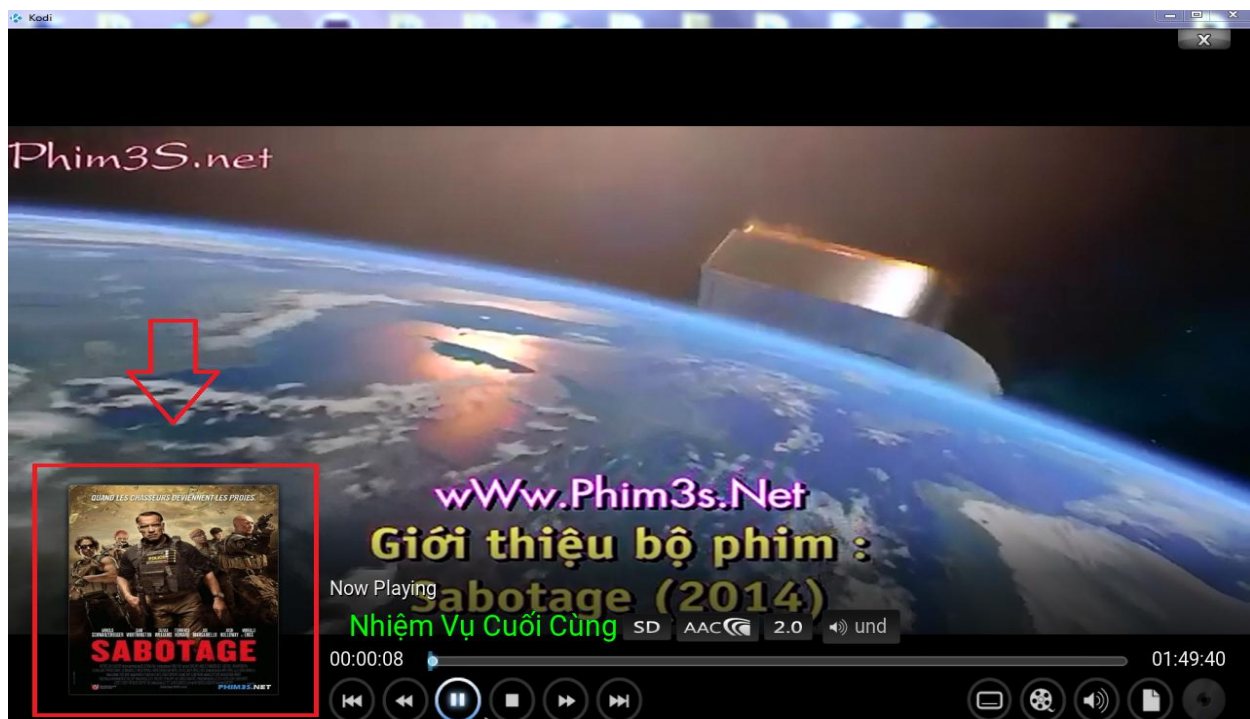 Kodi
Phim3S.net
wWw.Phim3s.Net
Giới thiệu bộ phim :
Sabotage (2014)
QUAND LES CHASSEURS DEVIENNENT LES PROIES
SABOTAGE
PHIM3S.NET
Now Playing
Nhiệm Vụ Cuối Cùng SD AAC 2.0 und
00:00:08 01:49:40